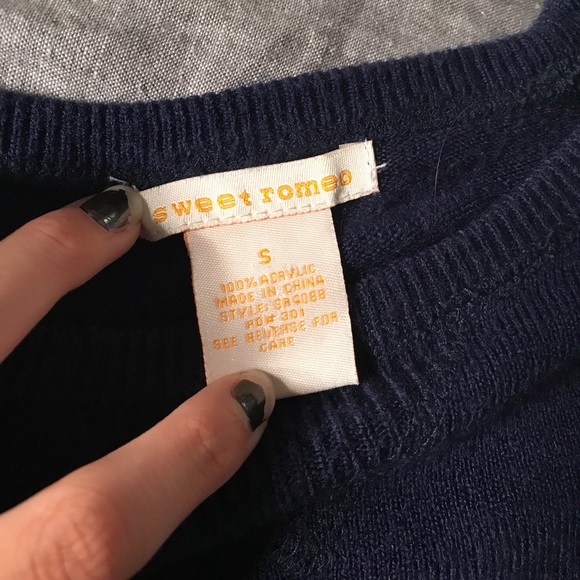 sweet romeo
S
100% ACRYLIC
MADE IN CHINA
STYLE: SR4088
PO# 301
SEE REVERSE FOR
CARE